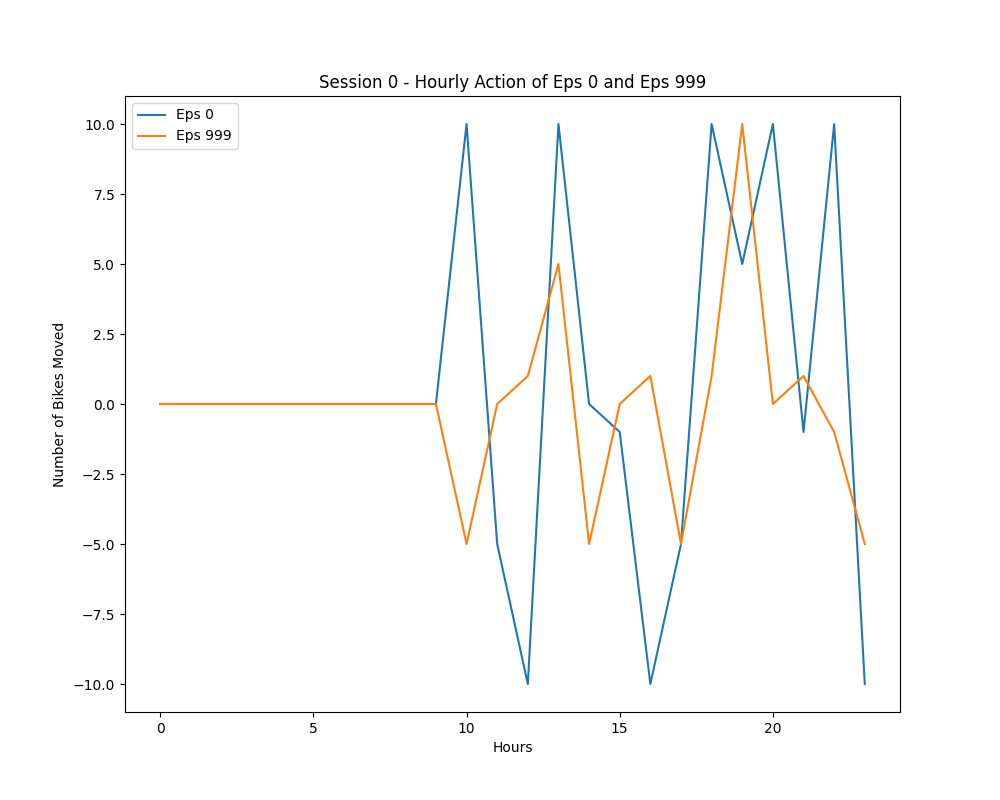 Session 0 - Hourly Action of Eps 0 and Eps 999
Eps 0
Eps 999
10.0
7.5
5.0
2.5
0.0
−2.5
−5.0
−7.5
−10.0
Number of Bikes Moved
0 5 10 15 20
Hours